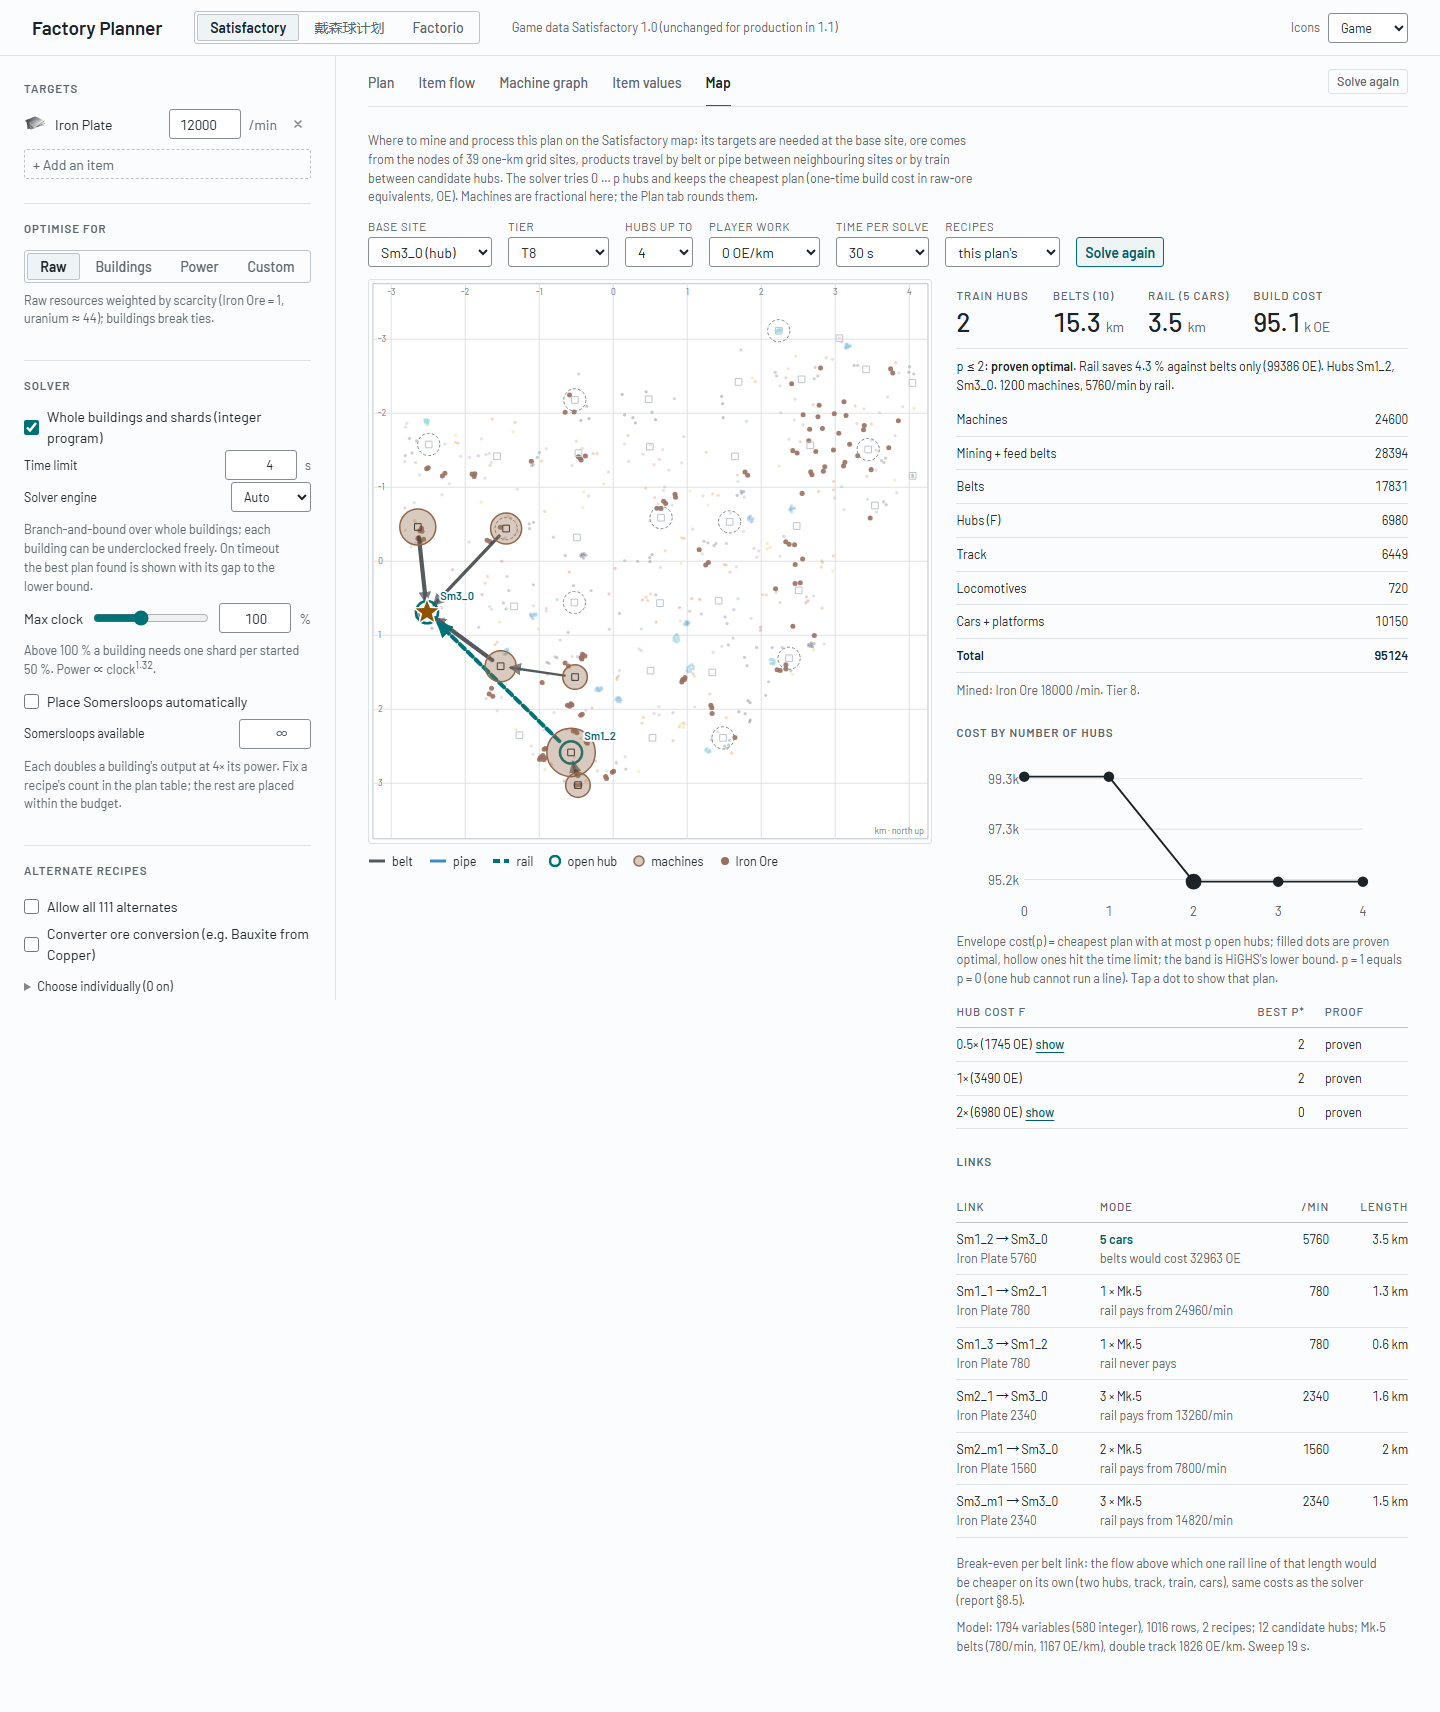 Factory Planner
Satisfactory
戴森球计划
Factorio
Game data Satisfactory 1.0 (unchanged for production in 1.1)
Icons
Game
TARGETS
Iron Plate
12000
/min
×
+ Add an item
OPTIMISE FOR
Raw
Buildings
Power
Custom
Raw resources weighted by scarcity (Iron Ore = 1,
uranium ≈ 44); buildings break ties.
SOLVER
Whole buildings and shards (integer
program)
Time limit
4
s
Solver engine
Auto
Branch-and-bound over whole buildings; each
building can be underclocked freely. On timeout
the best plan found is shown with its gap to the
lower bound.
Max clock
100
%
Above 100 % a building needs one shard per started
50 %. Power ∝ clock1.32.
Place Somersloops automatically
Somersloops available
∞
Each doubles a building's output at 4× its power. Fix a
recipe's count in the plan table; the rest are placed
within the budget.
ALTERNATE RECIPES
Allow all 111 alternates
Converter ore conversion (e.g. Bauxite from
Copper)
Choose individually (0 on)
Plan
Item flow
Machine graph
Item values
Map
Solve again
Where to mine and process this plan on the Satisfactory map: its targets are needed at the base site, ore comes
from the nodes of 39 one-km grid sites, products travel by belt or pipe between neighbouring sites or by train
between candidate hubs. The solver tries 0 … p hubs and keeps the cheapest plan (one-time build cost in raw-ore
equivalents, OE). Machines are fractional here; the Plan tab rounds them.
BASE SITE
TIER
HUBS UP TO
PLAYER WORK
TIME PER SOLVE
RECIPES
Sm3_0 (hub)
T8
4
0 OE/km
30 s
this plan's
Solve again
-3
-2
-1
0
1
2
3
4
-3
-2
-1
0
1
2
3
Sm3_0
Sm1_2
km · north up
belt
pipe
rail
open hub
machines
Iron Ore
TRAIN HUBS
BELTS (10)
RAIL (5 CARS)
BUILD COST
2
15.3 km
3.5 km
95.1 k OE
p ≤ 2: proven optimal. Rail saves 4.3 % against belts only (99386 OE). Hubs Sm1_2,
Sm3_0. 1200 machines, 5760/min by rail.
Machines 24600
Mining + feed belts 28394
Belts 17831
Hubs (F) 6980
Track 6449
Locomotives 720
Cars + platforms 10150
Total 95124
Mined: Iron Ore 18000 /min. Tier 8.
COST BY NUMBER OF HUBS
99.3k
97.3k
95.2k
0
1
2
3
4
Envelope cost(p) = cheapest plan with at most p open hubs; filled dots are proven
optimal, hollow ones hit the time limit; the band is HiGHS's lower bound. p = 1 equals
p = 0 (one hub cannot run a line). Tap a dot to show that plan.
HUB COST F BEST P* PROOF
0.5× (1745 OE) show 2 proven
1× (3490 OE) 2 proven
2× (6980 OE) show 0 proven
LINKS
LINK MODE /MIN LENGTH
Sm1_2 → Sm3_0 5 cars 5760 3.5 km
Iron Plate 5760 belts would cost 32963 OE
Sm1_1 → Sm2_1 1 × Mk.5 780 1.3 km
Iron Plate 780 rail pays from 24960/min
Sm1_3 → Sm1_2 1 × Mk.5 780 0.6 km
Iron Plate 780 rail never pays
Sm2_1 → Sm3_0 3 × Mk.5 2340 1.6 km
Iron Plate 2340 rail pays from 13260/min
Sm2_m1 → Sm3_0 2 × Mk.5 1560 2 km
Iron Plate 1560 rail pays from 7800/min
Sm3_m1 → Sm3_0 3 × Mk.5 2340 1.5 km
Iron Plate 2340 rail pays from 14820/min
Break-even per belt link: the flow above which one rail line of that length would
be cheaper on its own (two hubs, track, train, cars), same costs as the solver
(report §8.5).
Model: 1794 variables (580 integer), 1016 rows, 2 recipes; 12 candidate hubs; Mk.5
belts (780/min, 1167 OE/km), double track 1826 OE/km. Sweep 19 s.